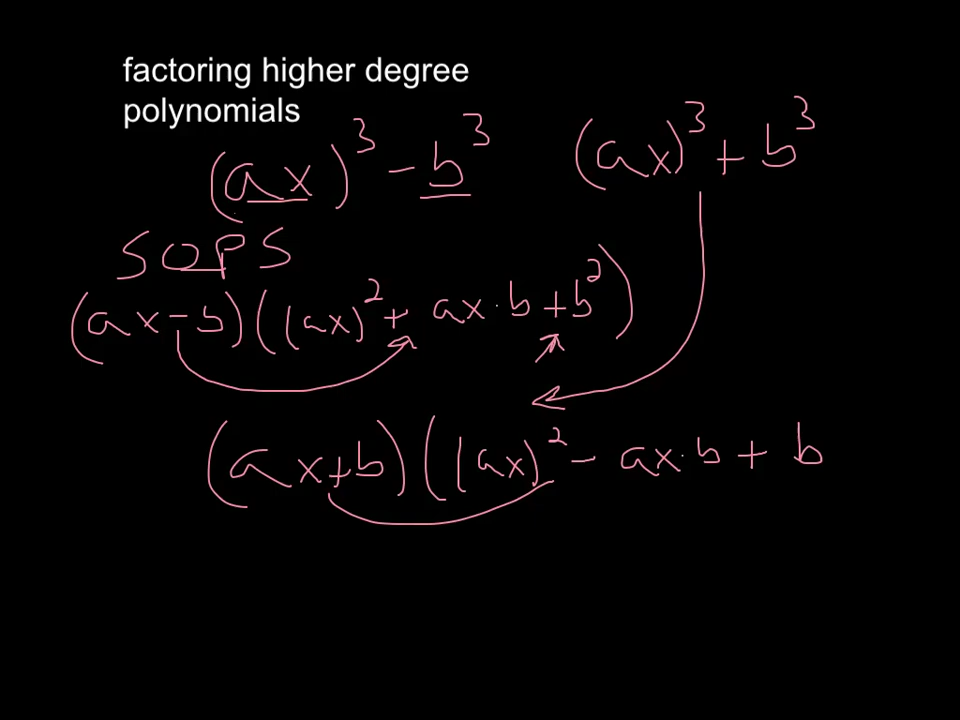 factoring higher degree
polynomials
(ax)³ - b³ (ax)³ + b³
SOPS
(ax - b)((ax)² + ax·b + b²)
(ax + b)((ax)² - ax·b + b